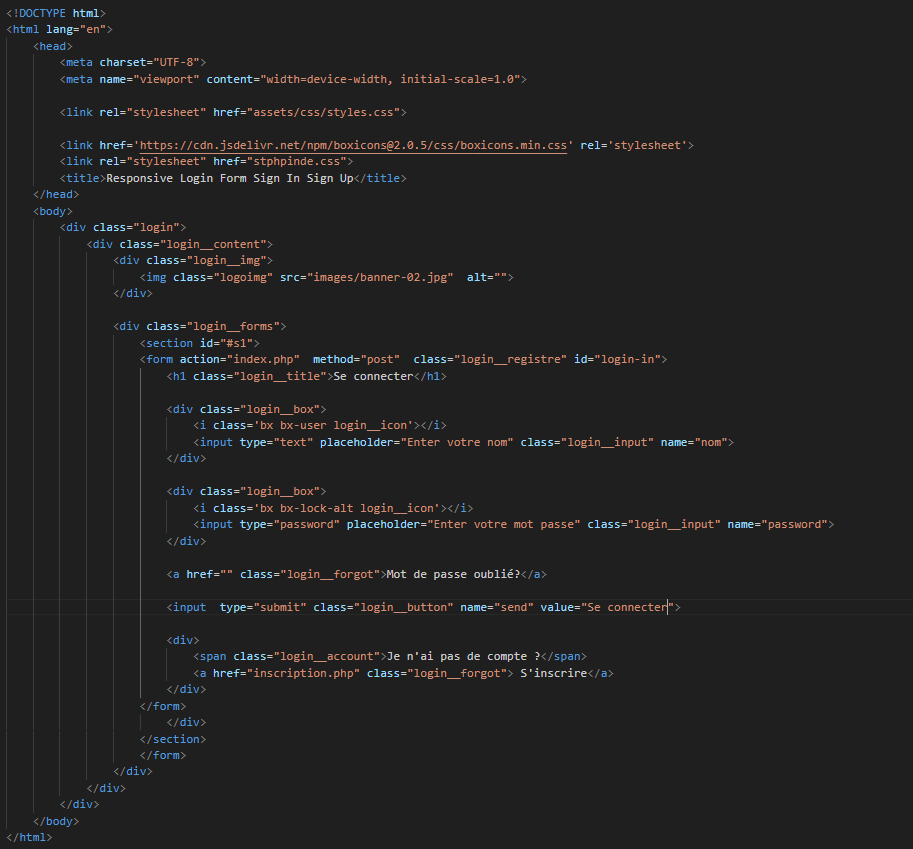 <!DOCTYPE html>
<html lang="en">
<head>
<meta charset="UTF-8">
<meta name="viewport" content="width=device-width, initial-scale=1.0">
<link rel="stylesheet" href="assets/css/styles.css">
<link href='https://cdn.jsdelivr.net/npm/boxicons@2.0.5/css/boxicons.min.css' rel='stylesheet'>
<link rel="stylesheet" href="stphpinde.css">
<title>Responsive Login Form Sign In Sign Up</title>
</head>
<body>
<div class="login">
<div class="login__content">
<div class="login__img">
<img class="logoimg" src="images/banner-02.jpg"  alt="">
</div>
<div class="login__forms">
<section id="#s1">
<form action="index.php"  method="post"  class="login__registre" id="login-in">
<h1 class="login__title">Se connecter</h1>
<div class="login__box">
<i class='bx bx-user login__icon'></i>
<input type="text" placeholder="Enter votre nom" class="login__input" name="nom">
</div>
<div class="login__box">
<i class='bx bx-lock-alt login__icon'></i>
<input type="password" placeholder="Enter votre mot passe" class="login__input" name="password">
</div>
<a href="" class="login__forgot">Mot de passe oublié?</a>
<input  type="submit" class="login__button" name="send" value="Se connecter">
<div>
<span class="login__account">Je n'ai pas de compte ?</span>
<a href="inscription.php" class="login__forgot"> S'inscrire</a>
</div>
</form>
</div>
</section>
</form>
</div>
</div>
</div>
</body>
</html>